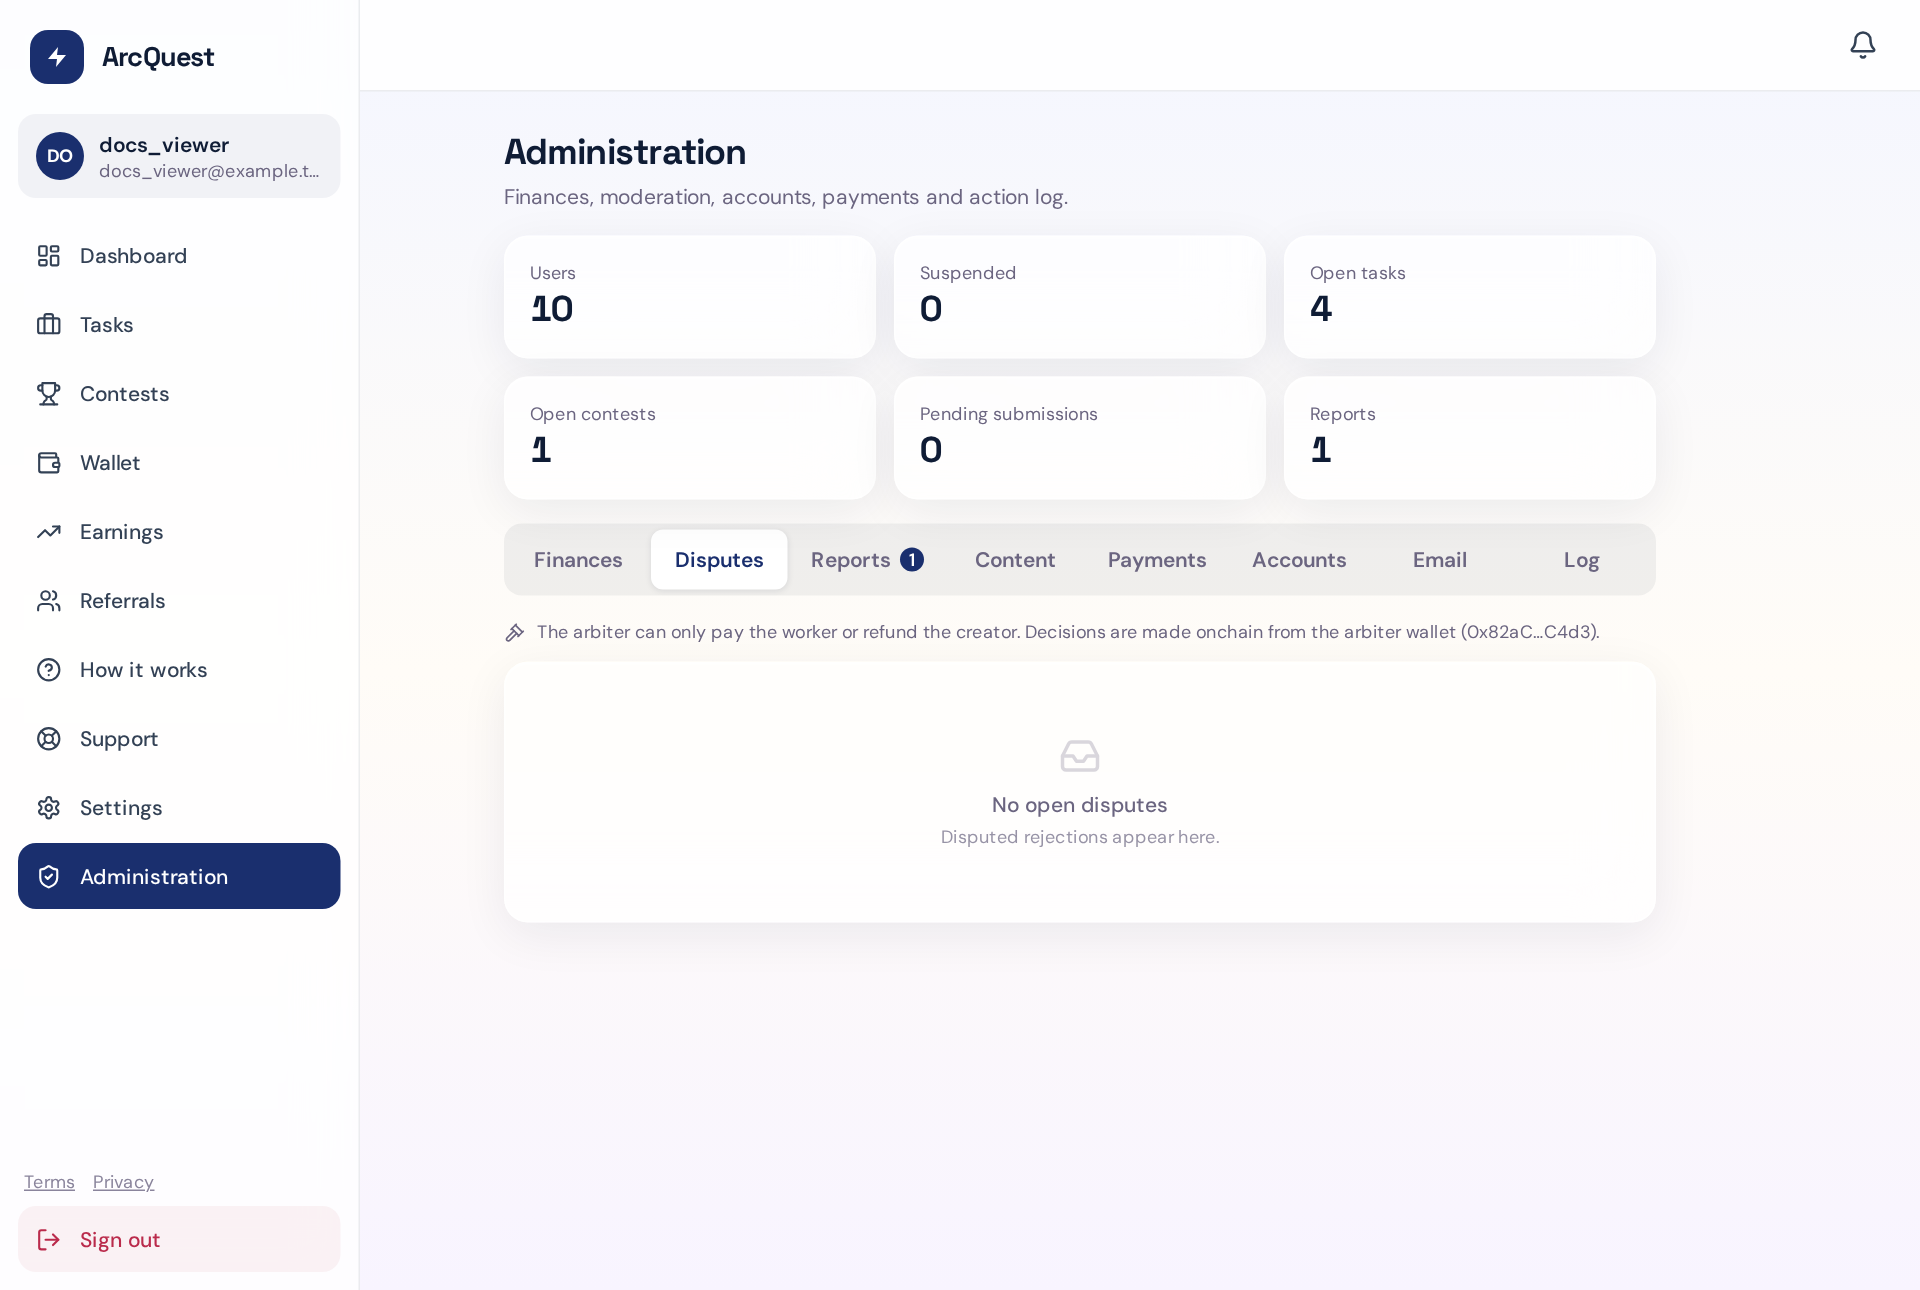 ArcQuest
DO
docs_viewer
docs_viewer@example.t...
Dashboard
Tasks
Contests
Wallet
Earnings
Referrals
How it works
Support
Settings
Administration
Terms Privacy
Sign out
Administration
Finances, moderation, accounts, payments and action log.
Users
10
Suspended
0
Open tasks
4
Open contests
1
Pending submissions
0
Reports
1
Finances Disputes Reports 1 Content Payments Accounts Email Log
The arbiter can only pay the worker or refund the creator. Decisions are made onchain from the arbiter wallet (0x82aC…C4d3).
No open disputes
Disputed rejections appear here.